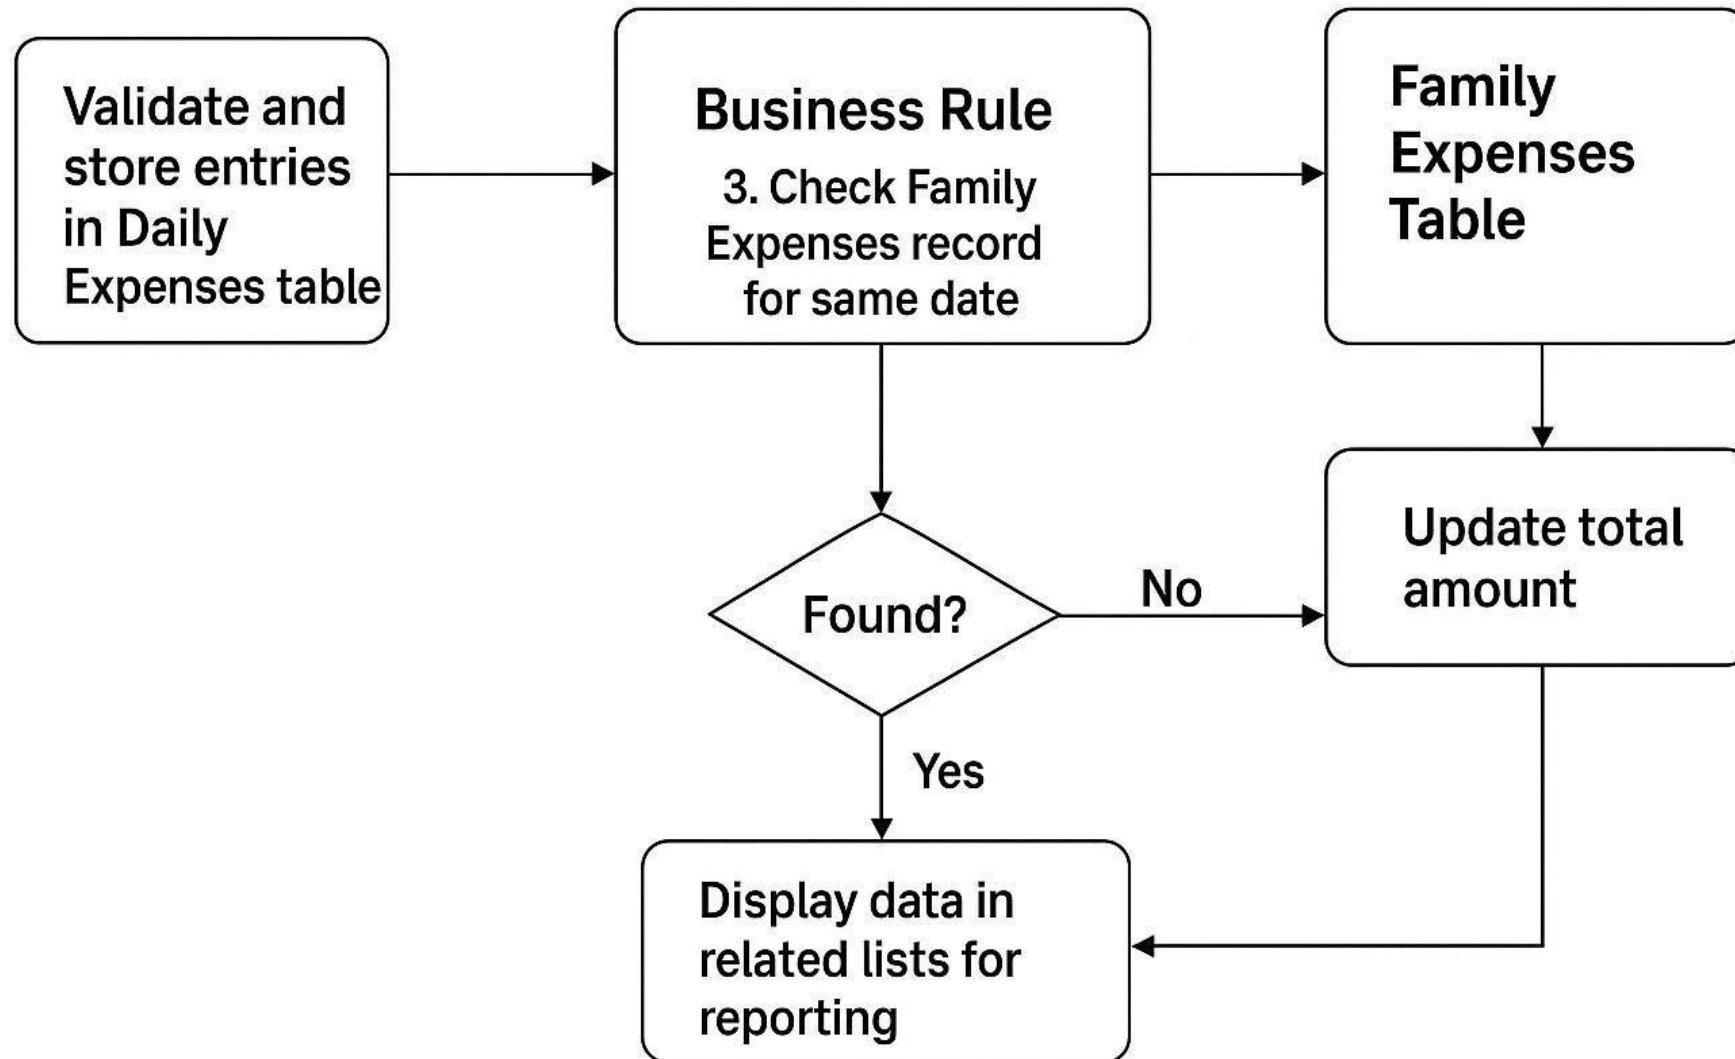 Validate and
store entries
in Daily
Expenses table
Business Rule
3. Check Family
Expenses record
for same date
Family
Expenses
Table
Found?
No
Update total
amount
Yes
Display data in
related lists for
reporting